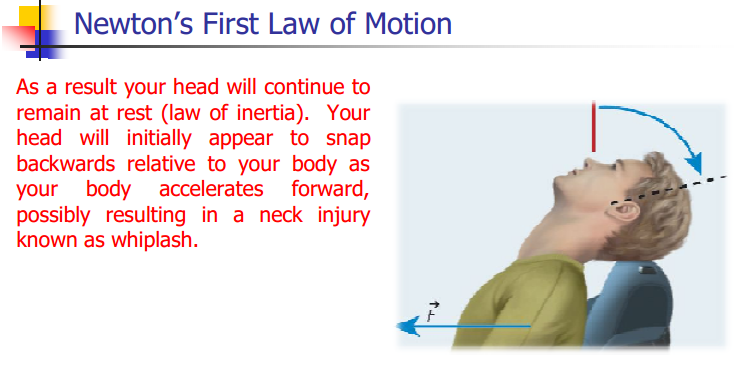 Newton’s First Law of Motion
As a result your head will continue to
remain at rest (law of inertia). Your
head will initially appear to snap
backwards relative to your body as
your body accelerates forward,
possibly resulting in a neck injury
known as whiplash.
F